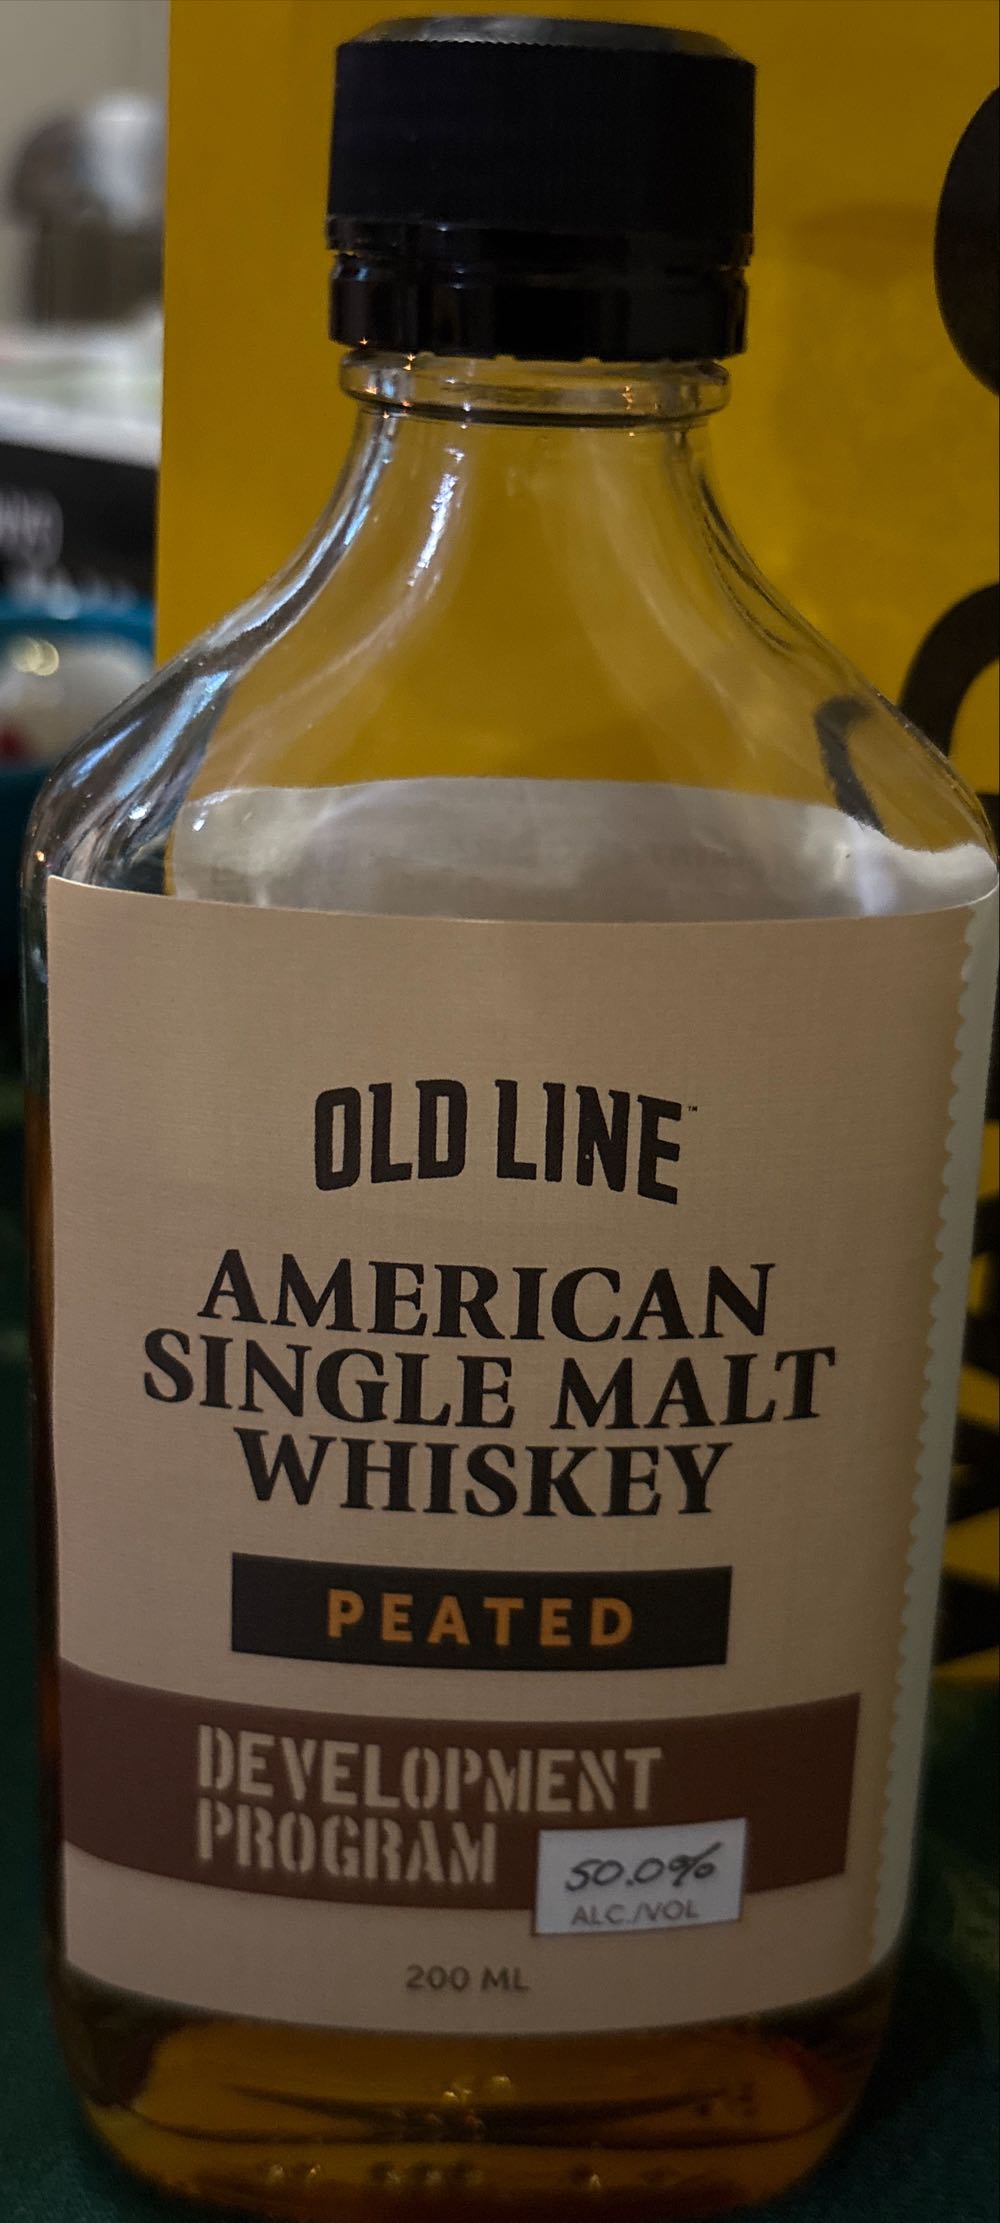 OLD LINE™
AMERICAN
SINGLE MALT
WHISKEY
PEATED
DEVELOPMENT
PROGRAM
50.0%
ALC./VOL
200 ML